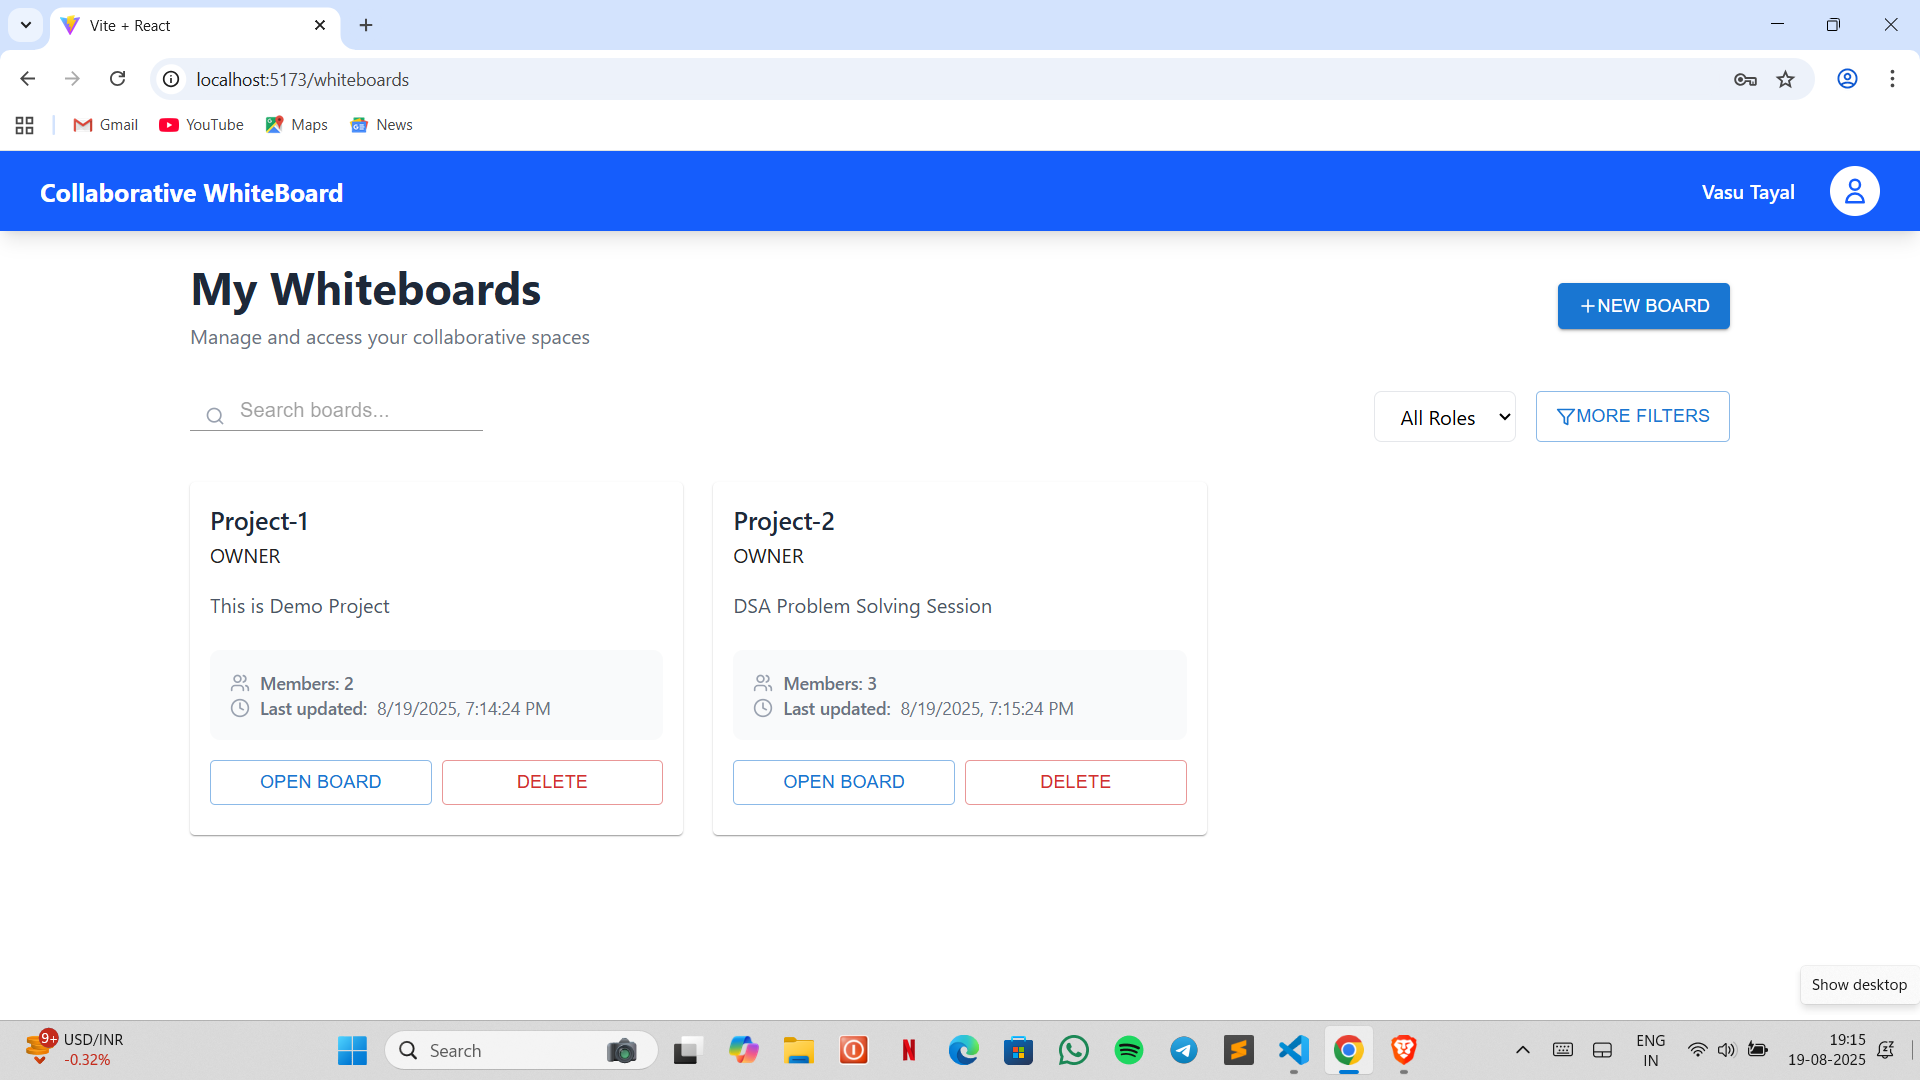 Vite + React
localhost:5173/whiteboards
Gmail
YouTube
Maps
News
Collaborative WhiteBoard
Vasu Tayal
My Whiteboards
Manage and access your collaborative spaces
+NEW BOARD
Search boards...
All Roles
MORE FILTERS
Project-1
OWNER
This is Demo Project
Members: 2
Last updated: 8/19/2025, 7:14:24 PM
OPEN BOARD
DELETE
Project-2
OWNER
DSA Problem Solving Session
Members: 3
Last updated: 8/19/2025, 7:15:24 PM
OPEN BOARD
DELETE
Show desktop
9+
USD/INR
-0.32%
Search
ENG
IN
19:15
19-08-2025